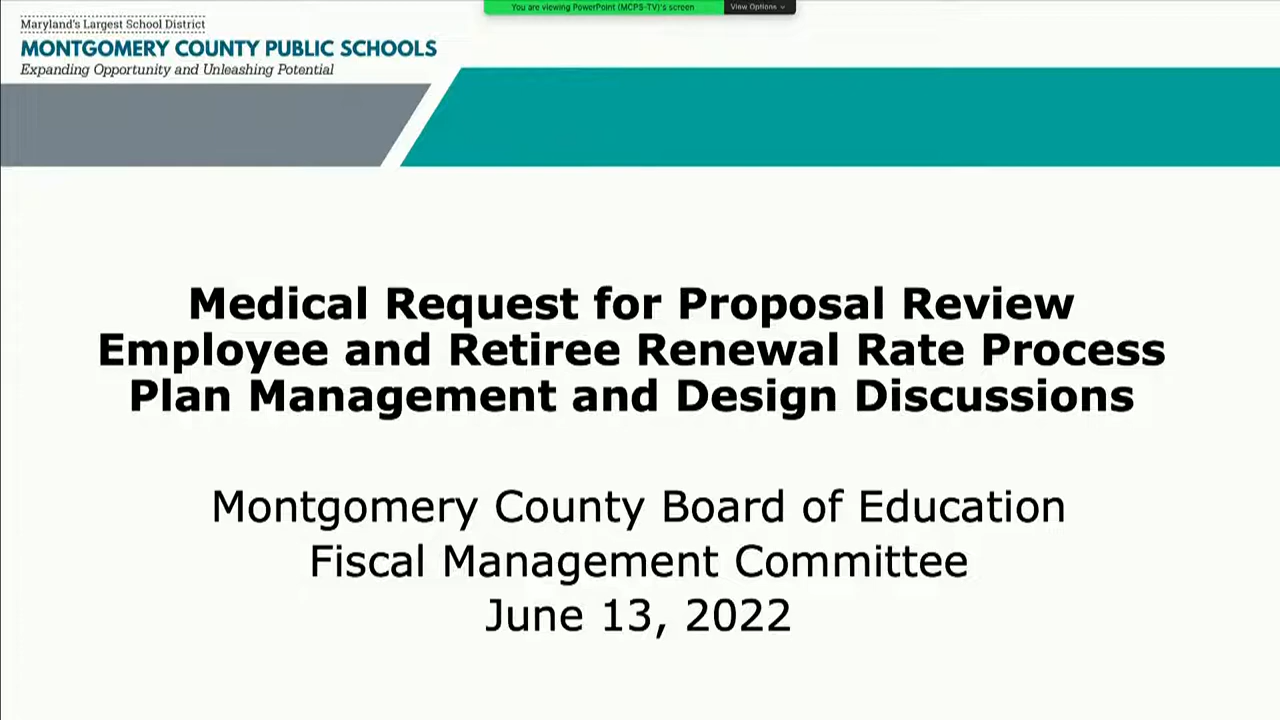 You are viewing PowerPoint (MCPS-TV)'s screen
View Options
Maryland's Largest School District
MONTGOMERY COUNTY PUBLIC SCHOOLS
Expanding Opportunity and Unleashing Potential
Medical Request for Proposal Review
Employee and Retiree Renewal Rate Process
Plan Management and Design Discussions
Montgomery County Board of Education
Fiscal Management Committee
June 13, 2022